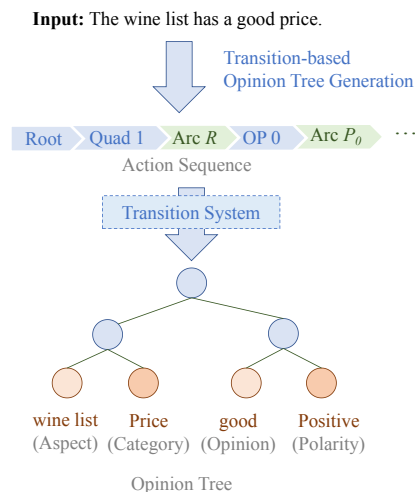 Input: The wine list has a good price.
Transition-based
Opinion Tree Generation
Root Quad 1 Arc R OP 0 Arc P0 ...
Action Sequence
Transition System
wine list Price good Positive
(Aspect) (Category) (Opinion) (Polarity)
Opinion Tree